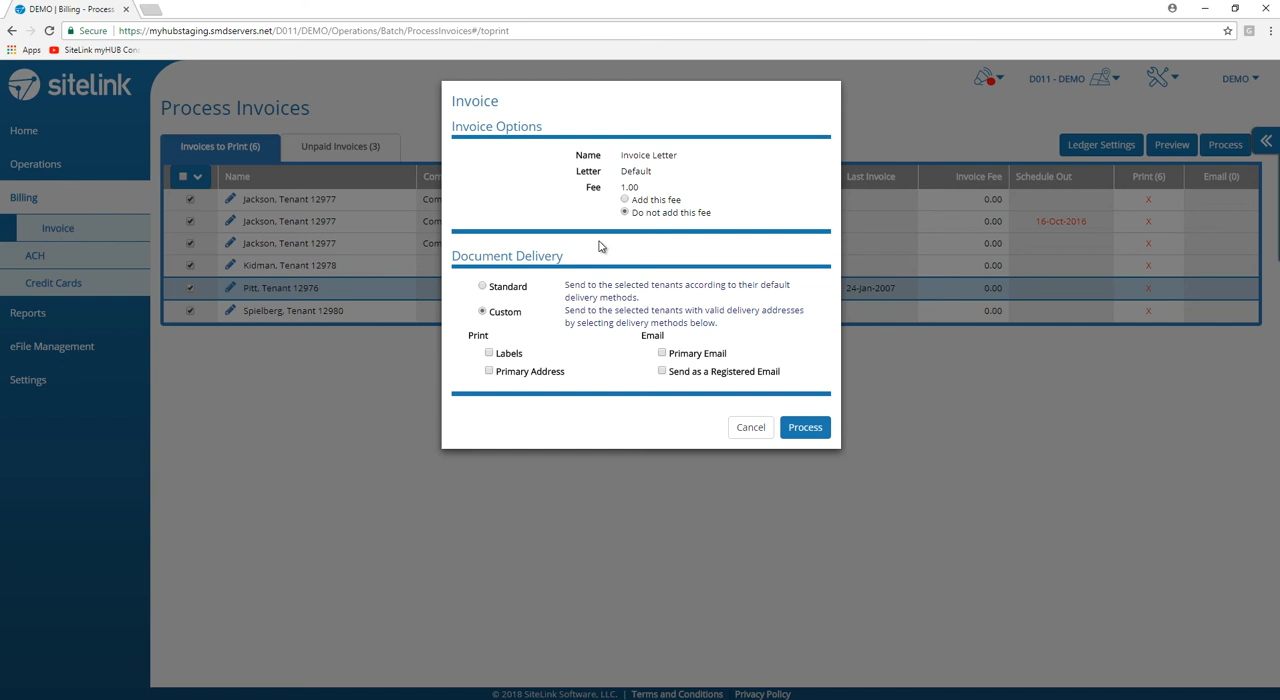 DEMO | Billing - Process
Secure | https://myhubstaging.smdservers.net/D011/DEMO/Operations/Batch/ProcessInvoices#/toprint
Apps SiteLink myHUB Con
sitelink
D011 - DEMO
DEMO
Process Invoices
Home
Operations
Billing
Invoice
ACH
Credit Cards
Reports
eFile Management
Settings
Invoices to Print (6) Unpaid Invoices (3)
Ledger Settings Preview Process
Name Com Last Invoice Invoice Fee Schedule Out Print (6) Email (0)
Jackson, Tenant 12977 Com 0.00 X
Jackson, Tenant 12977 Com 0.00 16-Oct-2016 X
Jackson, Tenant 12977 Com 0.00 X
Kidman, Tenant 12978 0.00 X
Pitt, Tenant 12976 24-Jan-2007 0.00 X
Spielberg, Tenant 12980 0.00 X
Invoice
Invoice Options
Name Invoice Letter
Letter Default
Fee 1.00
Add this fee
Do not add this fee
Document Delivery
Standard Send to the selected tenants according to their default
delivery methods.
Custom Send to the selected tenants with valid delivery addresses
by selecting delivery methods below.
Print Email
Labels Primary Email
Primary Address Send as a Registered Email
Cancel Process
© 2018 SiteLink Software, LLC. | Terms and Conditions Privacy Policy